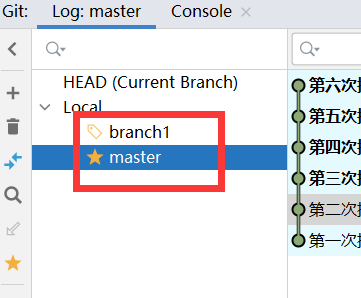 Git: Log: master Console
HEAD (Current Branch)
Local
branch1
master
第六次
第五次
第四次
第三次
第二次
第一次